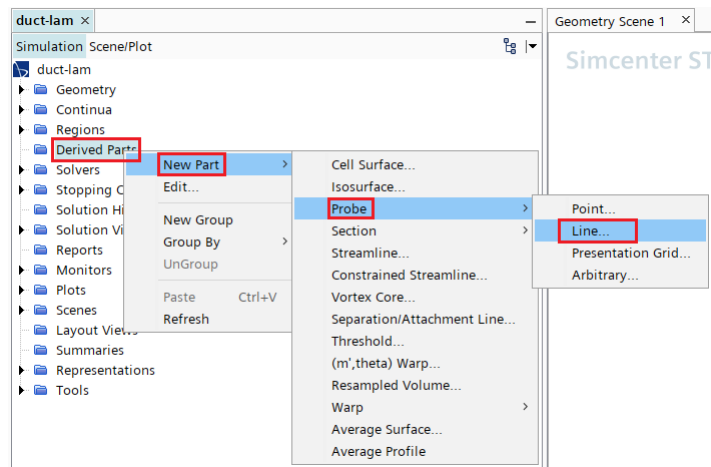 duct-lam ×
Geometry Scene 1 ×
Simulation Scene/Plot
Simcenter ST
duct-lam
Geometry
Continua
Regions
Derived Parts
Solvers
Stopping C
Solution Hi
Solution Vi
Reports
Monitors
Plots
Scenes
Layout Views
Summaries
Representations
Tools
New Part >
Edit...
New Group
Group By >
UnGroup
Paste Ctrl+V
Refresh
Cell Surface...
Isosurface...
Probe >
Section >
Streamline...
Constrained Streamline...
Vortex Core...
Separation/Attachment Line...
Threshold...
(m',theta) Warp...
Resampled Volume...
Warp >
Average Surface...
Average Profile
Point...
Line...
Presentation Grid...
Arbitrary...